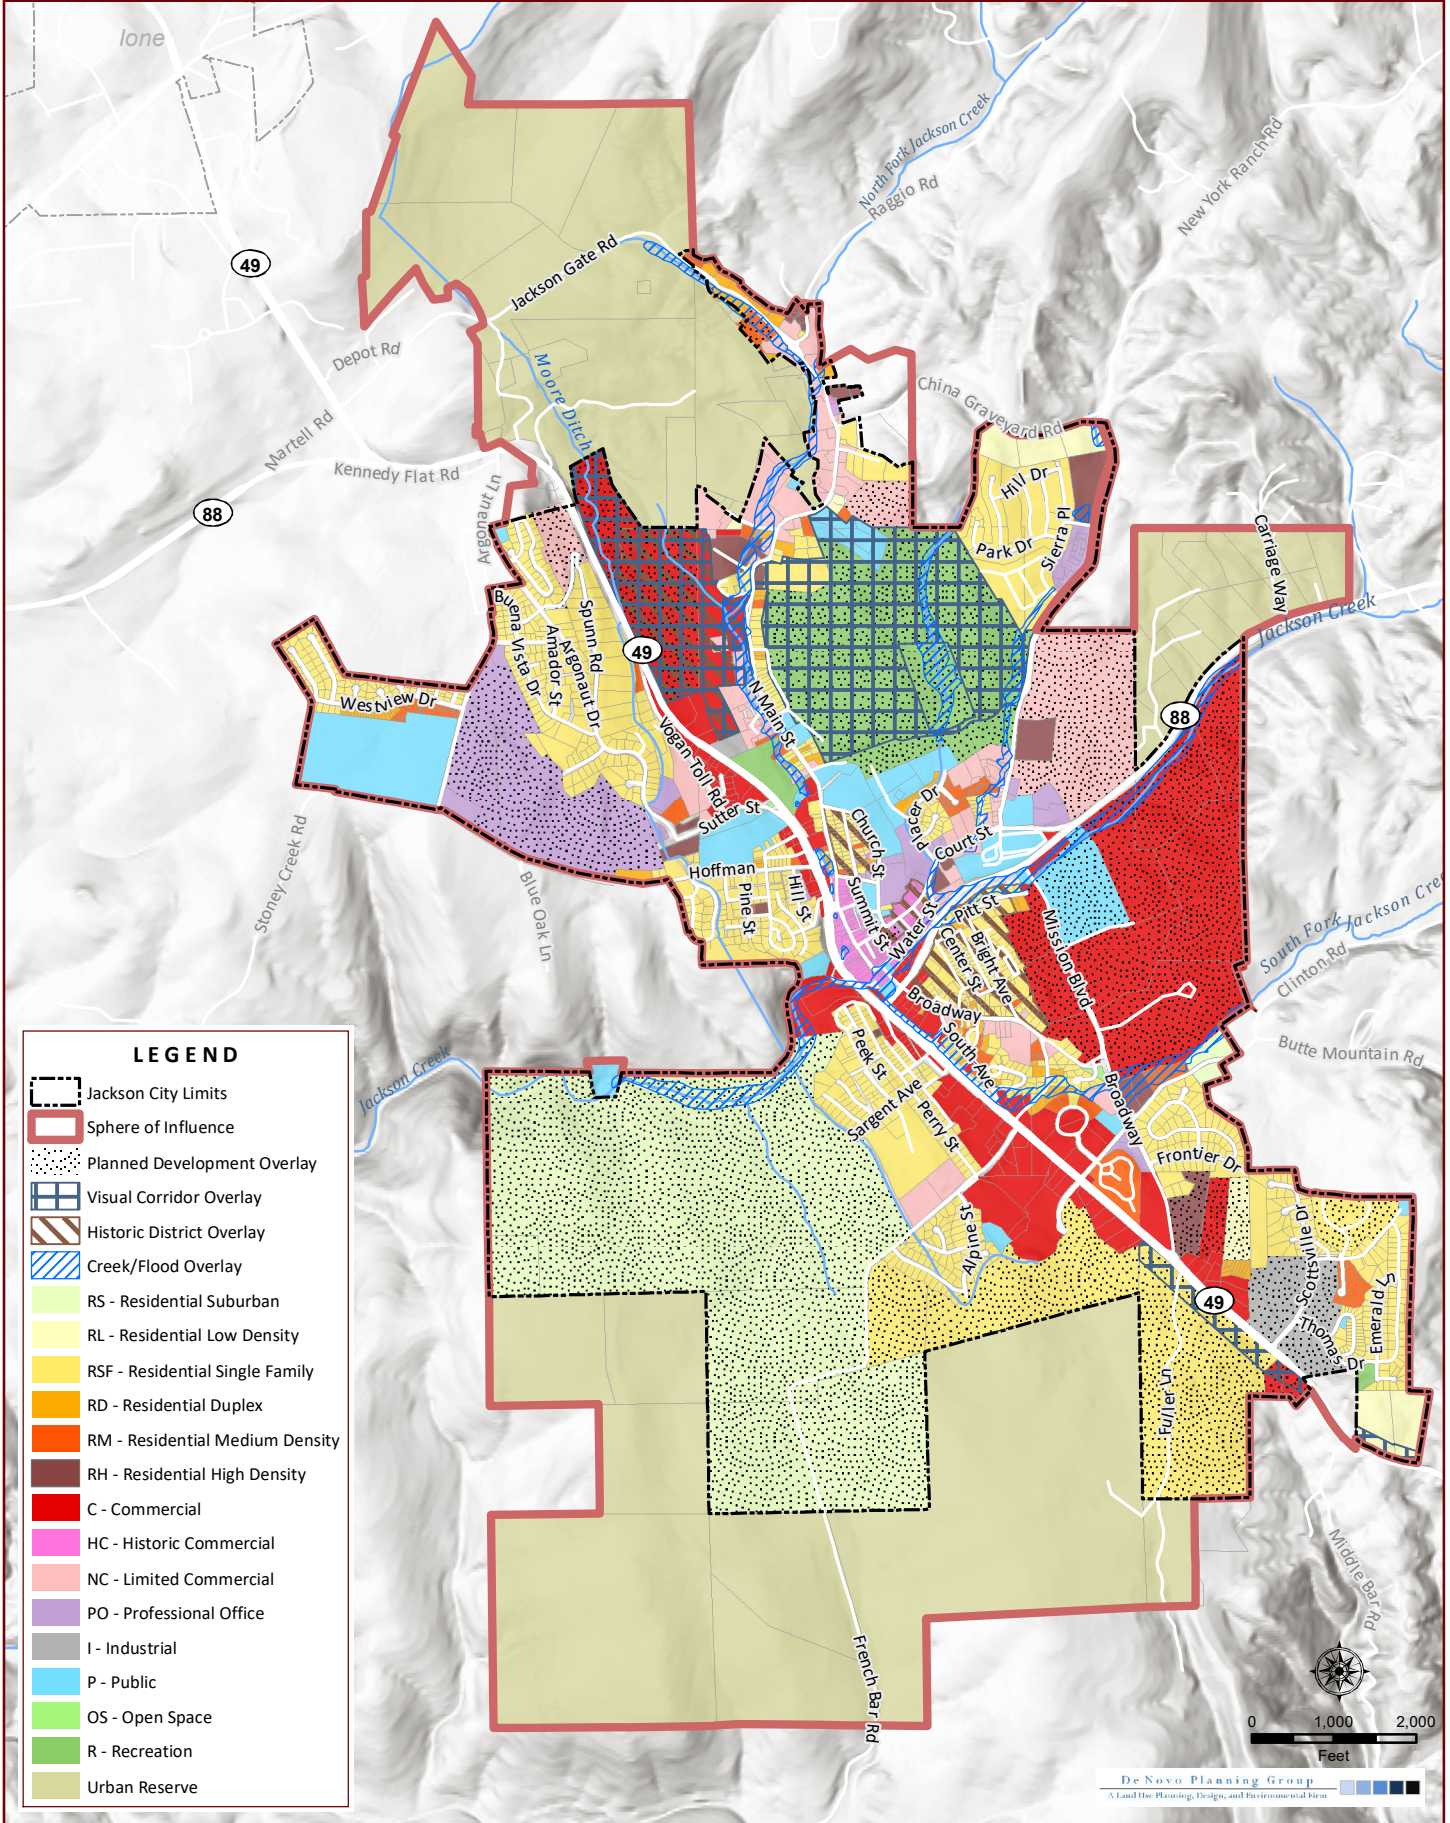 Ione
North Fork Jackson Creek
Raggio Rd
New York Ranch Rd
49
Jackson Gate Rd
Depot Rd
Moore Ditch
China Graveyard Rd
Martell Rd
Kennedy Flat Rd
88
Argonaut Ln
Hill Dr
Park Dr
Sierra Pl
Carriage Way
Jackson Creek
Buena Vista Dr
Spunn Rd
Amador St
Argonaut Dr
49
Westview Dr
N Main St
88
Vogan Toll Rd
Sutter St
Placer Dr
Church St
Court St
Stoney Creek Rd
Blue Oak Ln
Hoffman
Pine St
Hill St
Summit St
Water St
Pitt St
Mission Blvd
South Fork Jackson Cree
Clinton Rd
Center St
Bright Ave
Broadway
South Ave
Butte Mountain Rd
Jackson Creek
Peek St
Sargent Ave
Perry St
Broadway
Frontier Dr
Alpine St
Scottsville Dr
49
Thomas Dr
Emerald Ln
Fuller Ln
Middle Bar Rd
French Bar Rd
LEGEND
Jackson City Limits
Sphere of Influence
Planned Development Overlay
Visual Corridor Overlay
Historic District Overlay
Creek/Flood Overlay
RS - Residential Suburban
RL - Residential Low Density
RSF - Residential Single Family
RD - Residential Duplex
RM - Residential Medium Density
RH - Residential High Density
C - Commercial
HC - Historic Commercial
NC - Limited Commercial
PO - Professional Office
I - Industrial
P - Public
OS - Open Space
R - Recreation
Urban Reserve
0 1,000 2,000
Feet
De Novo Planning Group
A Land Use Planning, Design, and Environmental Firm